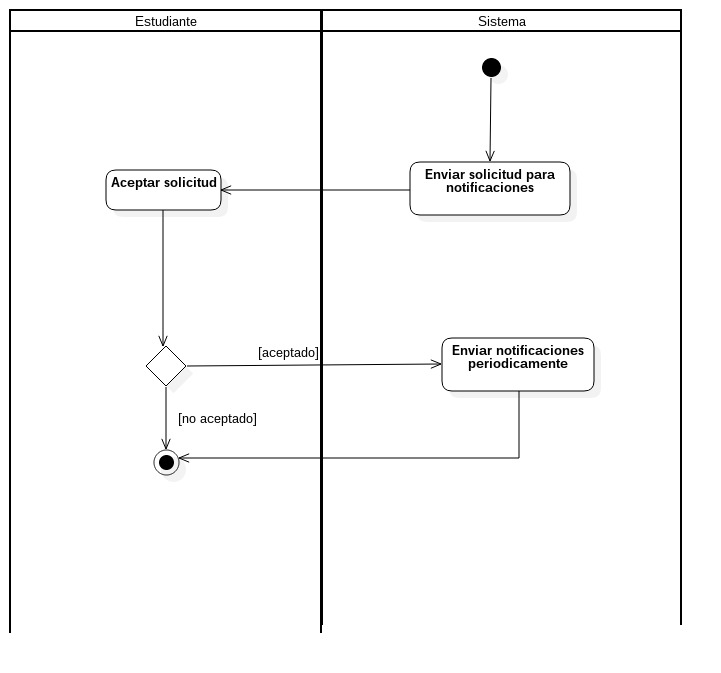 Estudiante
Sistema
Enviar solicitud para
notificaciones
Aceptar solicitud
[aceptado]
Enviar notificaciones
periodicamente
[no aceptado]